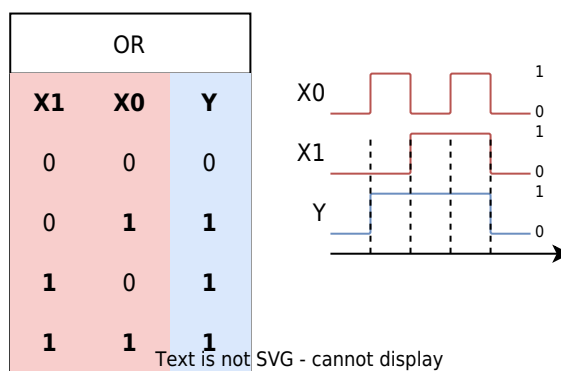 OR
X1 X0 Y
0 0 0
0 1 1
1 0 1
1 1 1
X0 1
0
X1 1
0
Y 1
0
Text is not SVG - cannot display